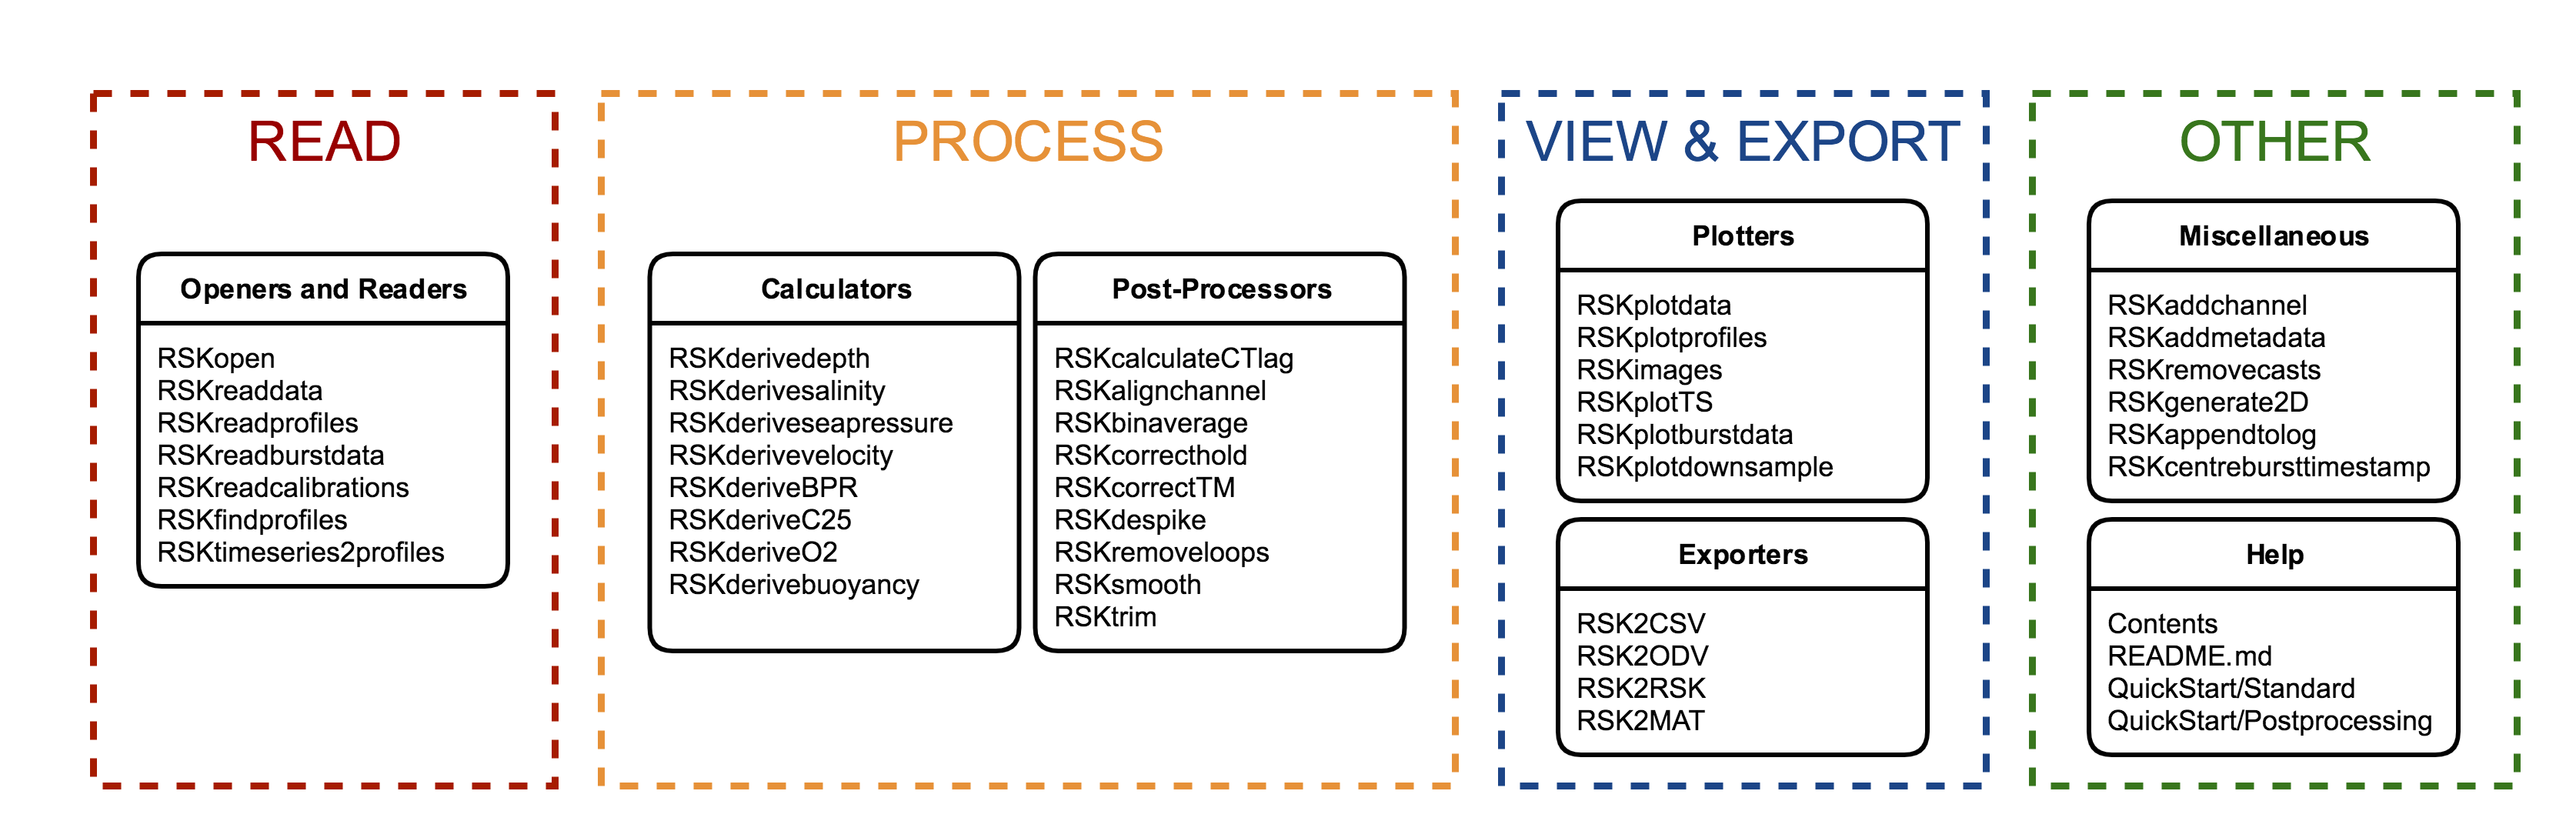 READ
Openers and Readers
RSKopen
RSKreaddata
RSKreadprofiles
RSKreadburstdata
RSKreadcalibrations
RSKfindprofiles
RSKtimeseries2profiles
PROCESS
Calculators
RSKderivedepth
RSKderivesalinity
RSKderiveseapressure
RSKderivevelocity
RSKderiveBPR
RSKderiveC25
RSKderiveO2
RSKderivebuoyancy
Post-Processors
RSKcalculateCTlag
RSKalignchannel
RSKbinaverage
RSKcorrecthold
RSKcorrectTM
RSKdespike
RSKremoveloops
RSKsmooth
RSKtrim
VIEW & EXPORT
Plotters
RSKplotdata
RSKplotprofiles
RSKimages
RSKplotTS
RSKplotburstdata
RSKplotdownsample
Exporters
RSK2CSV
RSK2ODV
RSK2RSK
RSK2MAT
OTHER
Miscellaneous
RSKaddchannel
RSKaddmetadata
RSKremovecasts
RSKgenerate2D
RSKappendtolog
RSKcentrebursttimestamp
Help
Contents
README.md
QuickStart/Standard
QuickStart/Postprocessing